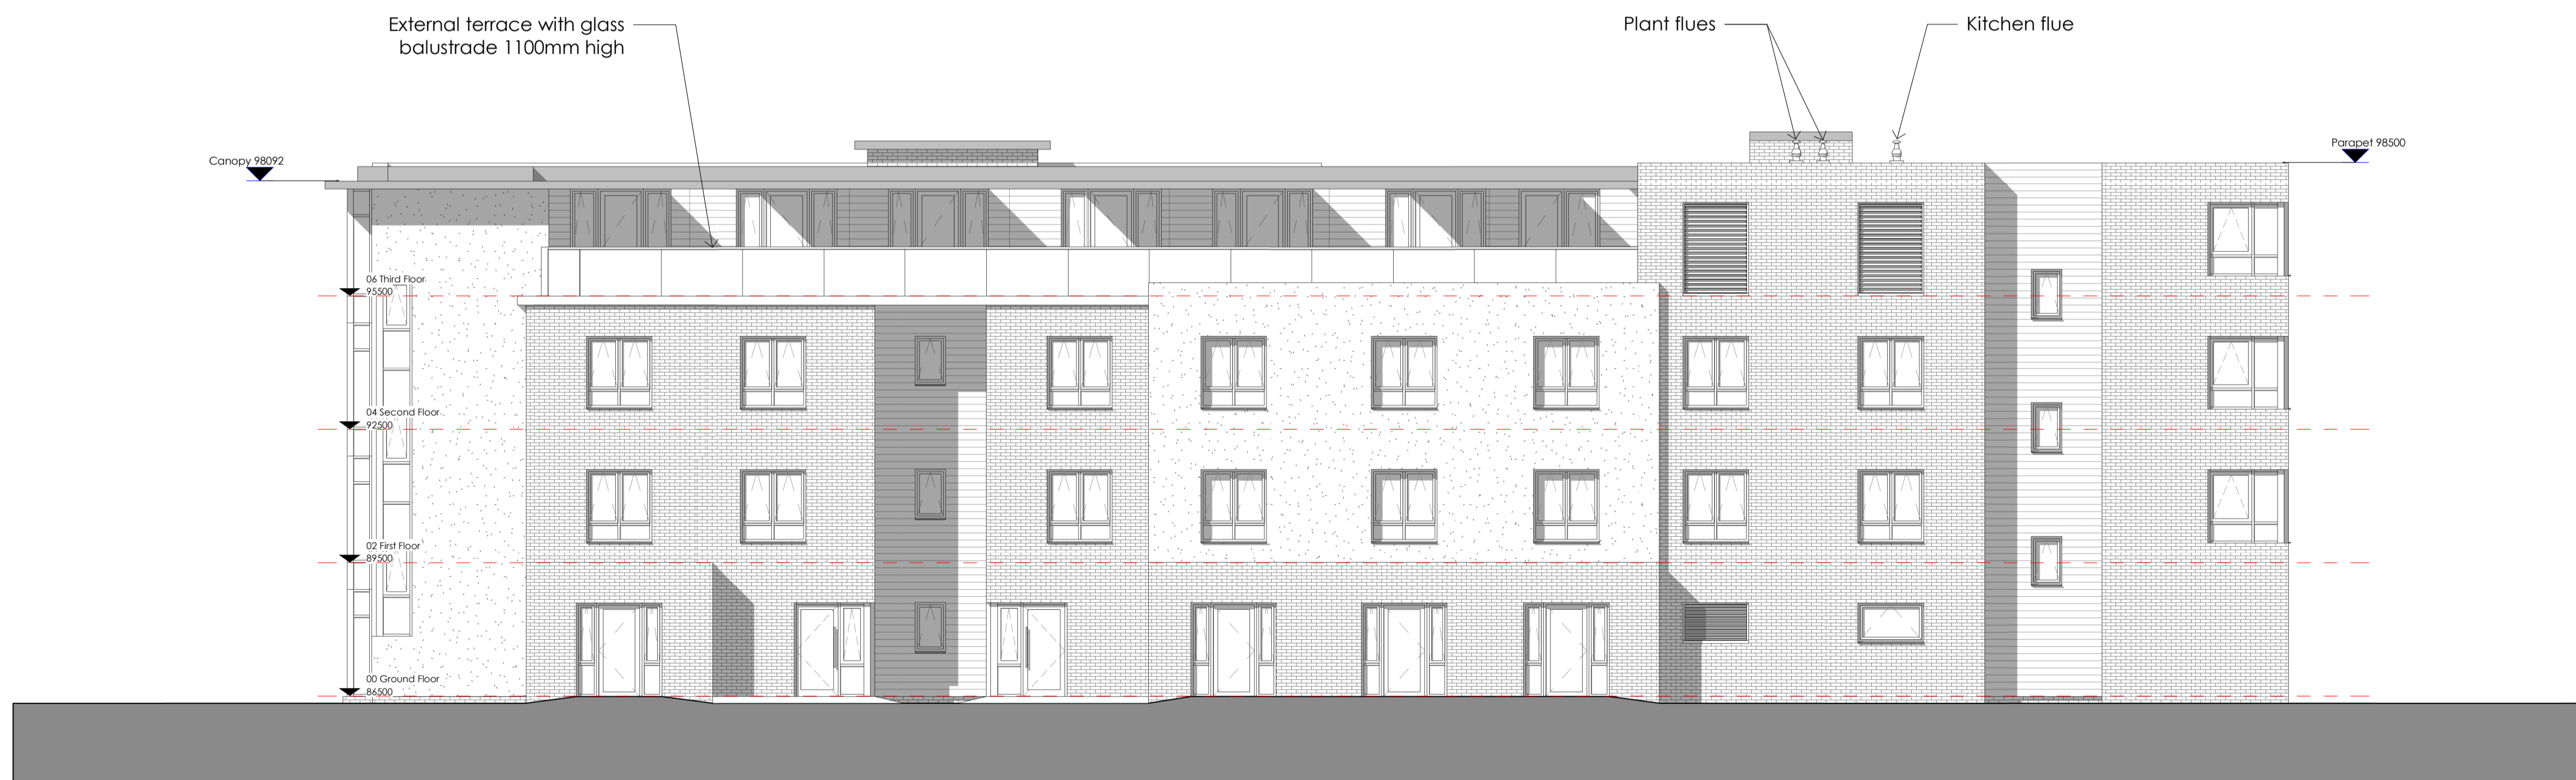 External terrace with glass
balustrade 1100mm high
Plant flues
Kitchen flue
Canopy 98092
Parapet 98500
06 Third Floor
95500
04 Second Floor
92500
02 First Floor
89500
00 Ground Floor
86500